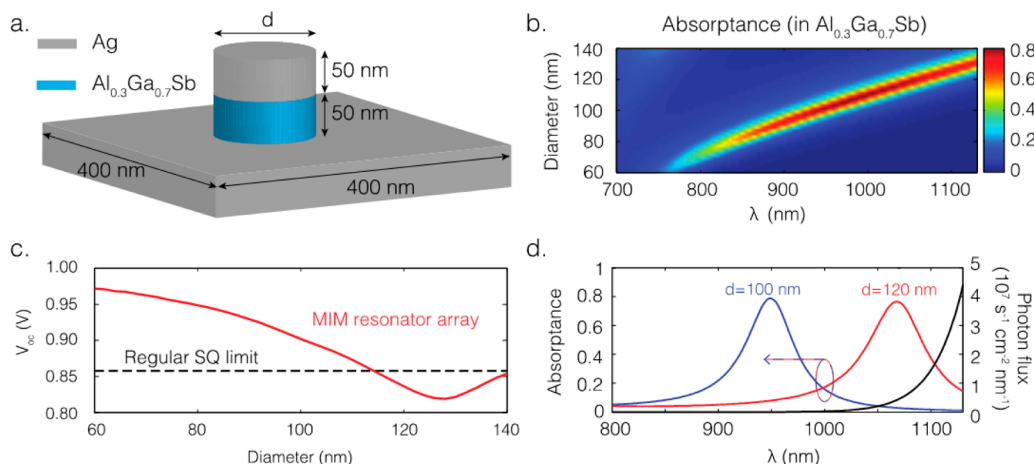 a.
d
Ag
Al0.3Ga0.7Sb
50 nm
50 nm
400 nm
400 nm
b.
Absorptance (in Al0.3Ga0.7Sb)
Diameter (nm)
140
120
100
80
60
700 800 900 1000 1100
λ (nm)
0.8
0.6
0.4
0.2
0
c.
Voc (V)
1.00
0.95
0.90
0.85
0.80
MIM resonator array
Regular SQ limit
60 80 100 120 140
Diameter (nm)
d.
Absorptance
1
0.8
0.6
0.4
0.2
0
d=100 nm
d=120 nm
5
4
3
2
1
0
Photon flux
(10⁷ s⁻¹ cm⁻² nm⁻¹)
800 900 1000 1100
λ (nm)